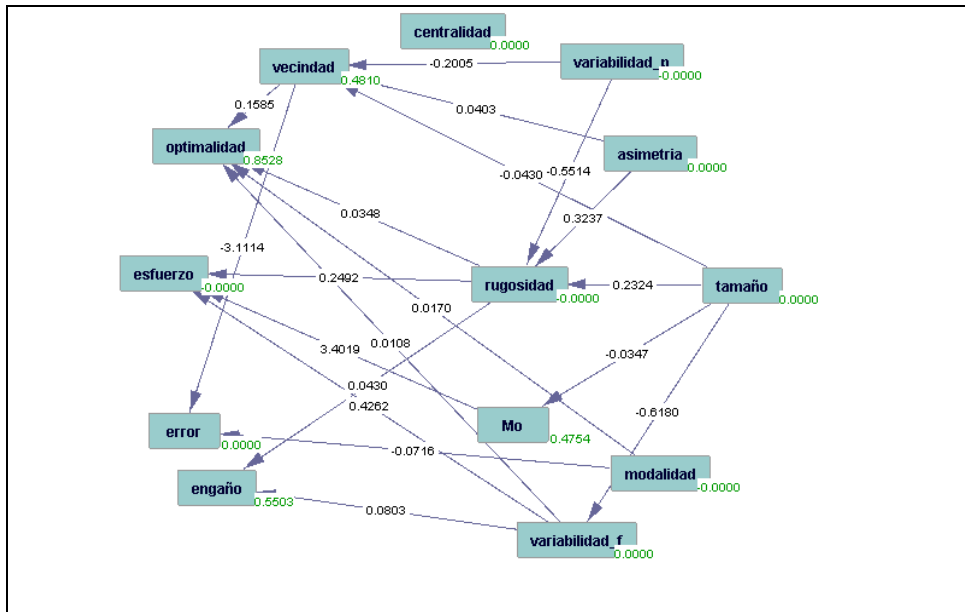 centralidad
0.0000
vecindad
0.4810
-0.2005
variabilidad_n
-0.0000
0.1585
0.0403
optimalidad
0.8528
asimetria
0.0000
-0.0430
-0.5514
0.0348
0.3237
-3.1114
esfuerzo
-0.0000
0.2492
rugosidad
-0.0000
0.2324
tamaño
0.0000
0.0170
3.4019
0.0108
-0.0347
0.0430
0.4262
-0.6180
error
0.0000
Mo
0.4754
-0.0716
modalidad
-0.0000
engaño
0.5503
0.0803
variabilidad_f
0.0000